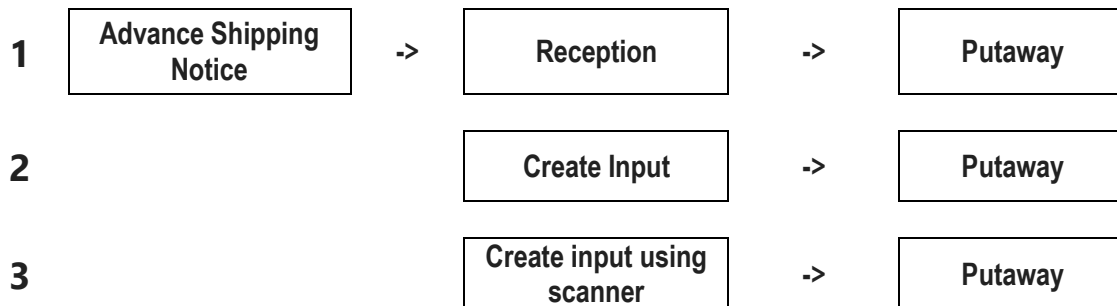 1 Advance Shipping Notice -> Reception -> Putaway
2 Create Input -> Putaway
3 Create input using scanner -> Putaway